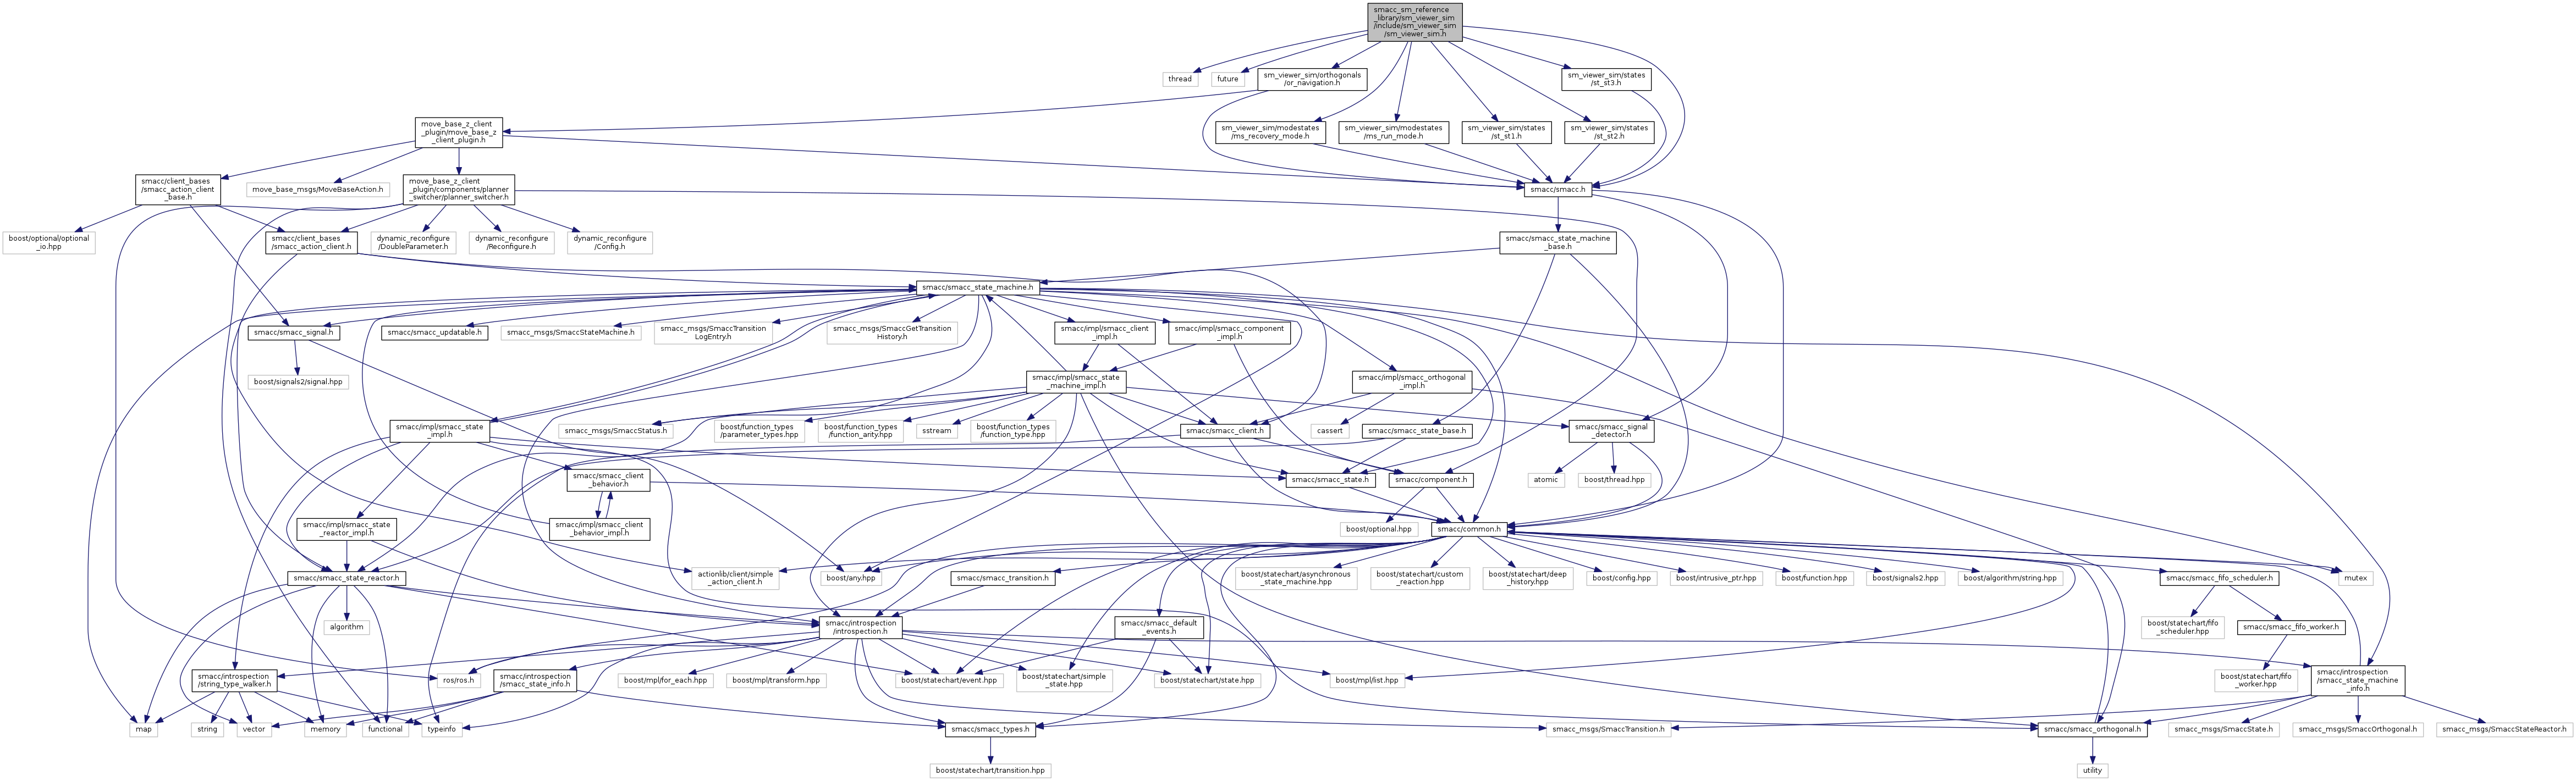 smacc_sm_reference
_library/sm_viewer_sim
/include/sm_viewer_sim
/sm_viewer_sim.h
thread
future
sm_viewer_sim/orthogonals
/or_navigation.h
sm_viewer_sim/states
/st_st3.h
move_base_z_client
_plugin/move_base_z
_client_plugin.h
sm_viewer_sim/modestates
/ms_recovery_mode.h
sm_viewer_sim/modestates
/ms_run_mode.h
sm_viewer_sim/states
/st_st1.h
sm_viewer_sim/states
/st_st2.h
smacc/client_bases
/smacc_action_client
_base.h
move_base_msgs/MoveBaseAction.h
move_base_z_client
_plugin/components/planner
_switcher/planner_switcher.h
smacc/smacc.h
boost/optional/optional
_io.hpp
smacc/client_bases
/smacc_action_client.h
dynamic_reconfigure
/DoubleParameter.h
dynamic_reconfigure
/Reconfigure.h
dynamic_reconfigure
/Config.h
smacc/smacc_state_machine
_base.h
smacc/smacc_state_machine.h
smacc/smacc_signal.h
smacc/smacc_updatable.h
smacc_msgs/SmaccStateMachine.h
smacc_msgs/SmaccTransition
LogEntry.h
smacc_msgs/SmaccGetTransition
History.h
smacc/impl/smacc_client
_impl.h
smacc/impl/smacc_component
_impl.h
boost/signals2/signal.hpp
smacc/impl/smacc_state
_machine_impl.h
smacc/impl/smacc_orthogonal
_impl.h
smacc/impl/smacc_state
_impl.h
smacc_msgs/SmaccStatus.h
boost/function_types
/parameter_types.hpp
boost/function_types
/function_arity.hpp
sstream
boost/function_types
/function_type.hpp
smacc/smacc_client.h
cassert
smacc/smacc_state_base.h
smacc/smacc_signal
_detector.h
smacc/smacc_client
_behavior.h
smacc/smacc_state.h
smacc/component.h
atomic
boost/thread.hpp
smacc/impl/smacc_state
_reactor_impl.h
smacc/impl/smacc_client
_behavior_impl.h
boost/optional.hpp
smacc/common.h
smacc/smacc_state_reactor.h
actionlib/client/simple
_action_client.h
boost/any.hpp
smacc/smacc_transition.h
boost/statechart/asynchronous
_state_machine.hpp
boost/statechart/custom
_reaction.hpp
boost/statechart/deep
_history.hpp
boost/config.hpp
boost/intrusive_ptr.hpp
boost/function.hpp
boost/signals2.hpp
boost/algorithm/string.hpp
smacc/smacc_fifo_scheduler.h
mutex
algorithm
smacc/introspection
/introspection.h
smacc/smacc_default
_events.h
boost/statechart/fifo
_scheduler.hpp
smacc/smacc_fifo_worker.h
smacc/introspection
/string_type_walker.h
ros/ros.h
smacc/introspection
/smacc_state_info.h
boost/mpl/for_each.hpp
boost/mpl/transform.hpp
boost/statechart/event.hpp
boost/statechart/simple
_state.hpp
boost/statechart/state.hpp
boost/mpl/list.hpp
boost/statechart/fifo
_worker.hpp
smacc/introspection
/smacc_state_machine
_info.h
map
string
vector
memory
functional
typeinfo
smacc/smacc_types.h
smacc_msgs/SmaccTransition.h
smacc/smacc_orthogonal.h
smacc_msgs/SmaccState.h
smacc_msgs/SmaccOrthogonal.h
smacc_msgs/SmaccStateReactor.h
boost/statechart/transition.hpp
utility